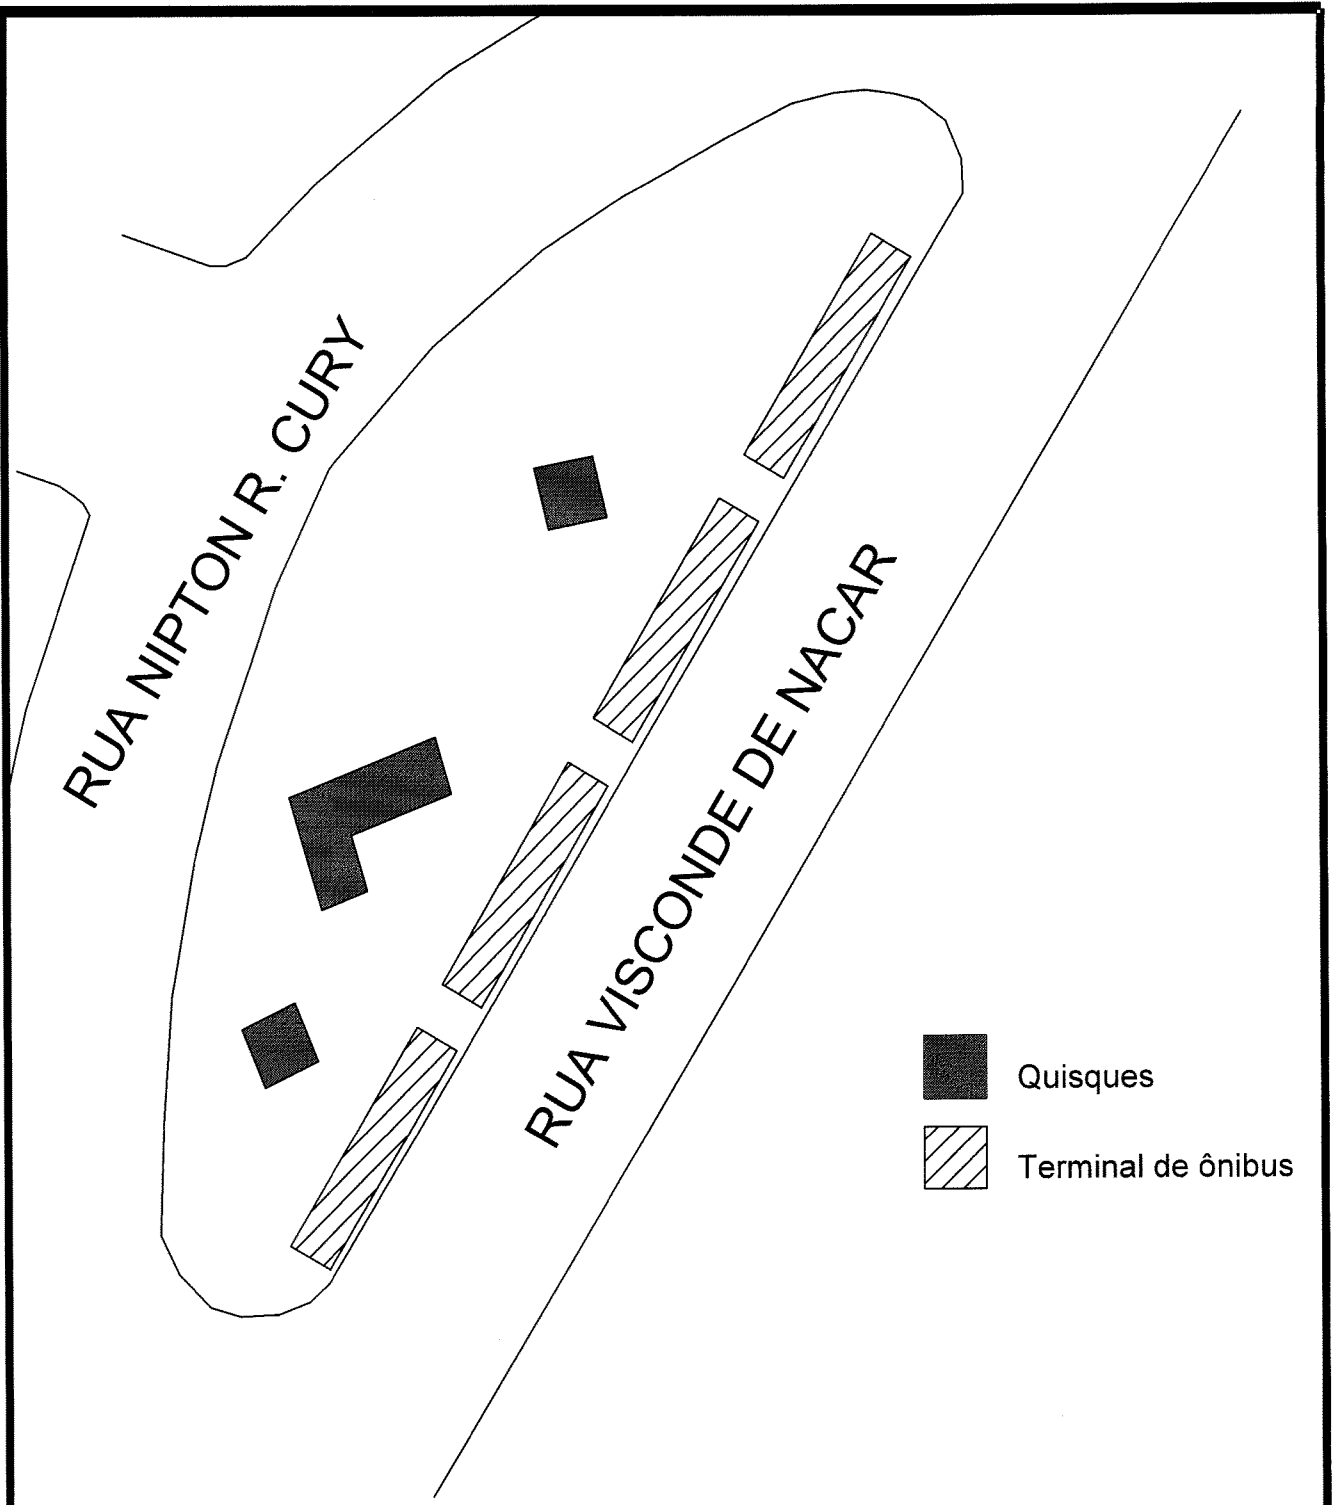 RUA NIPTON R. CURY
RUA VISCONDE DE NACAR
Quisques
Terminal de ônibus